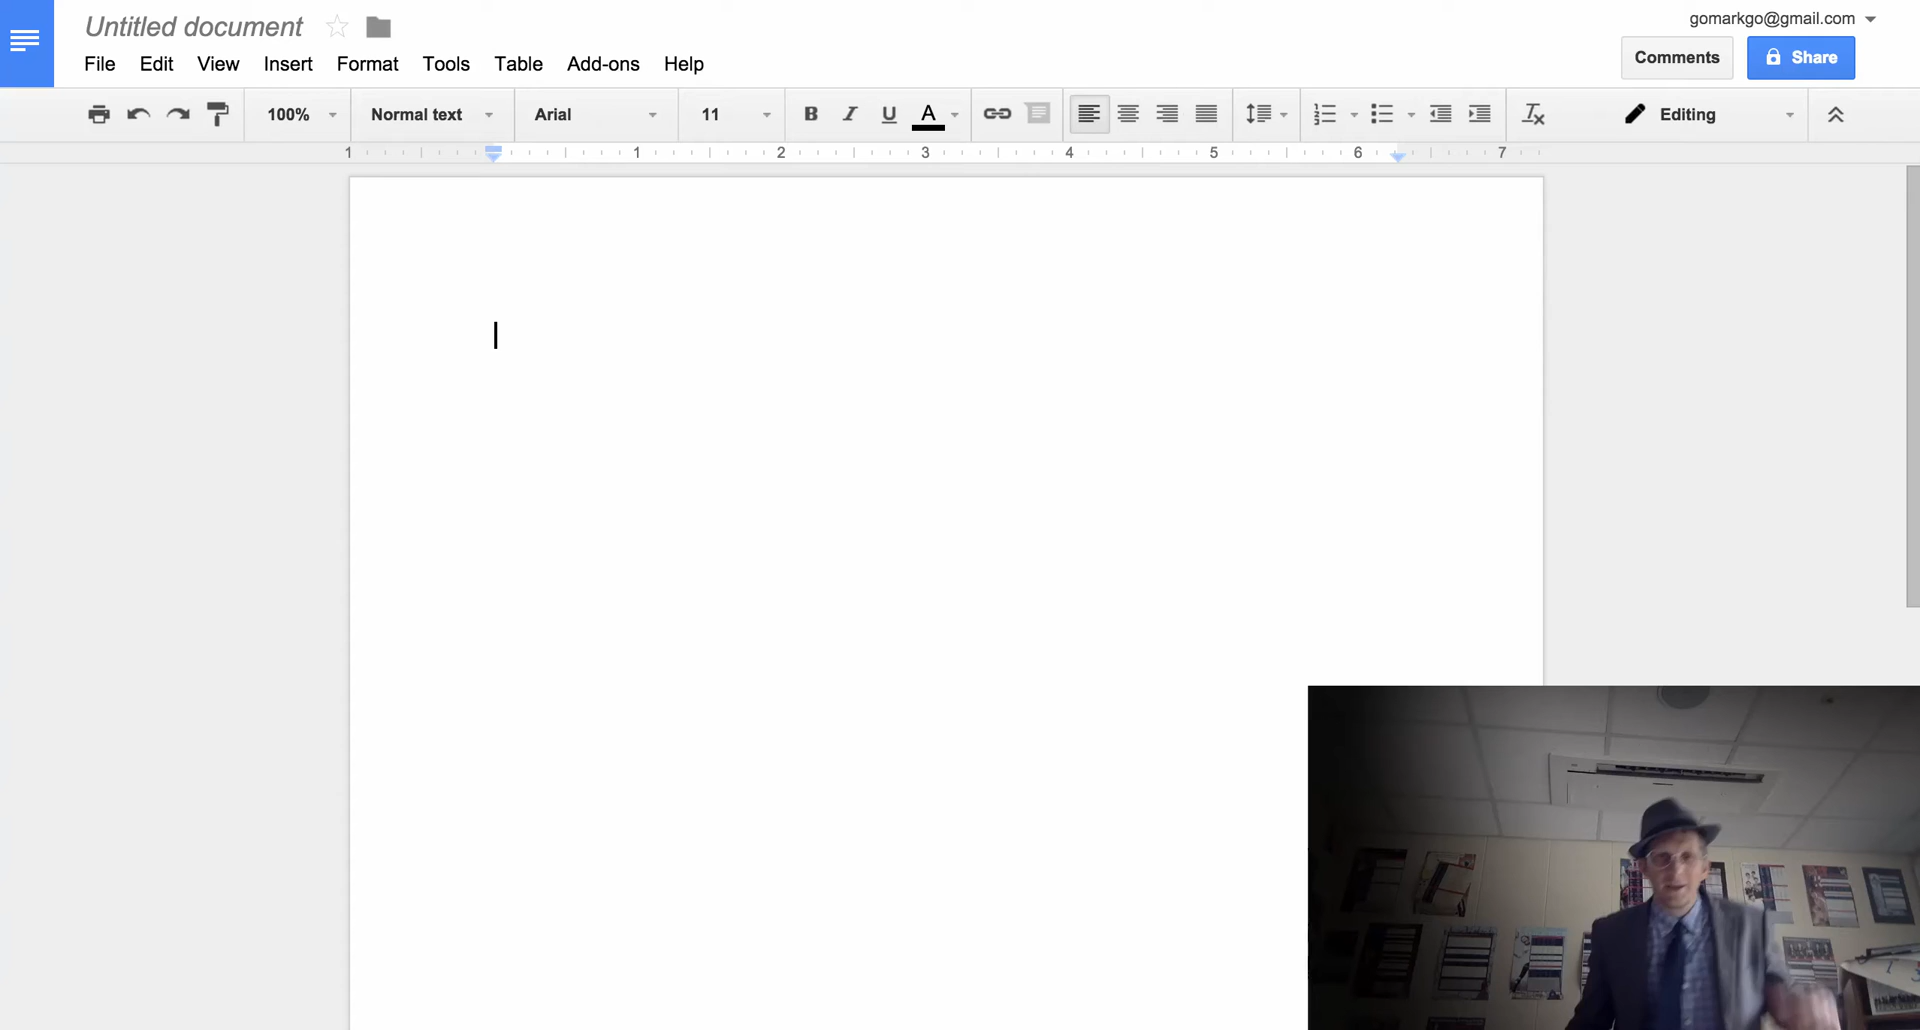 Untitled document
gomarkgo@gmail.com
File Edit View Insert Format Tools Table Add-ons Help
Comments
Share
100% Normal text Arial 11 B I U A Editing
1 1 2 3 4 5 6 7